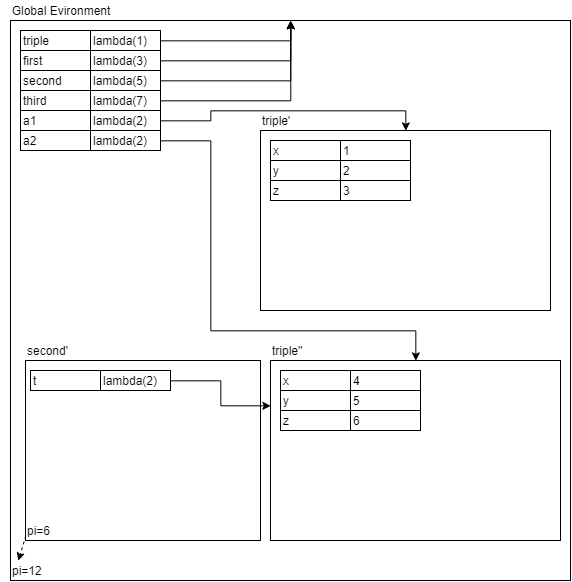 Global Evironment
triple lambda(1)
first lambda(3)
second lambda(5)
third lambda(7)
a1 lambda(2)
a2 lambda(2)
triple'
x 1
y 2
z 3
second'
t lambda(2)
pi=6
triple''
x 4
y 5
z 6
pi=12